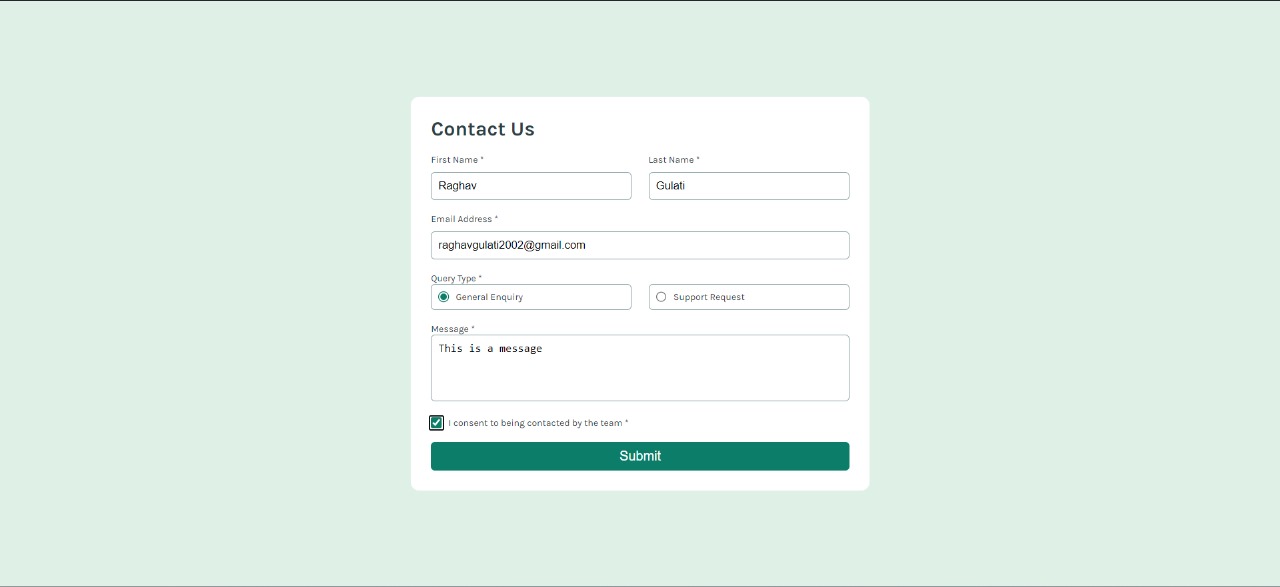 Contact Us
First Name * Last Name *
Raghav Gulati
Email Address *
raghavgulati2002@gmail.com
Query Type *
General Enquiry Support Request
Message *
This is a message
I consent to being contacted by the team *
Submit